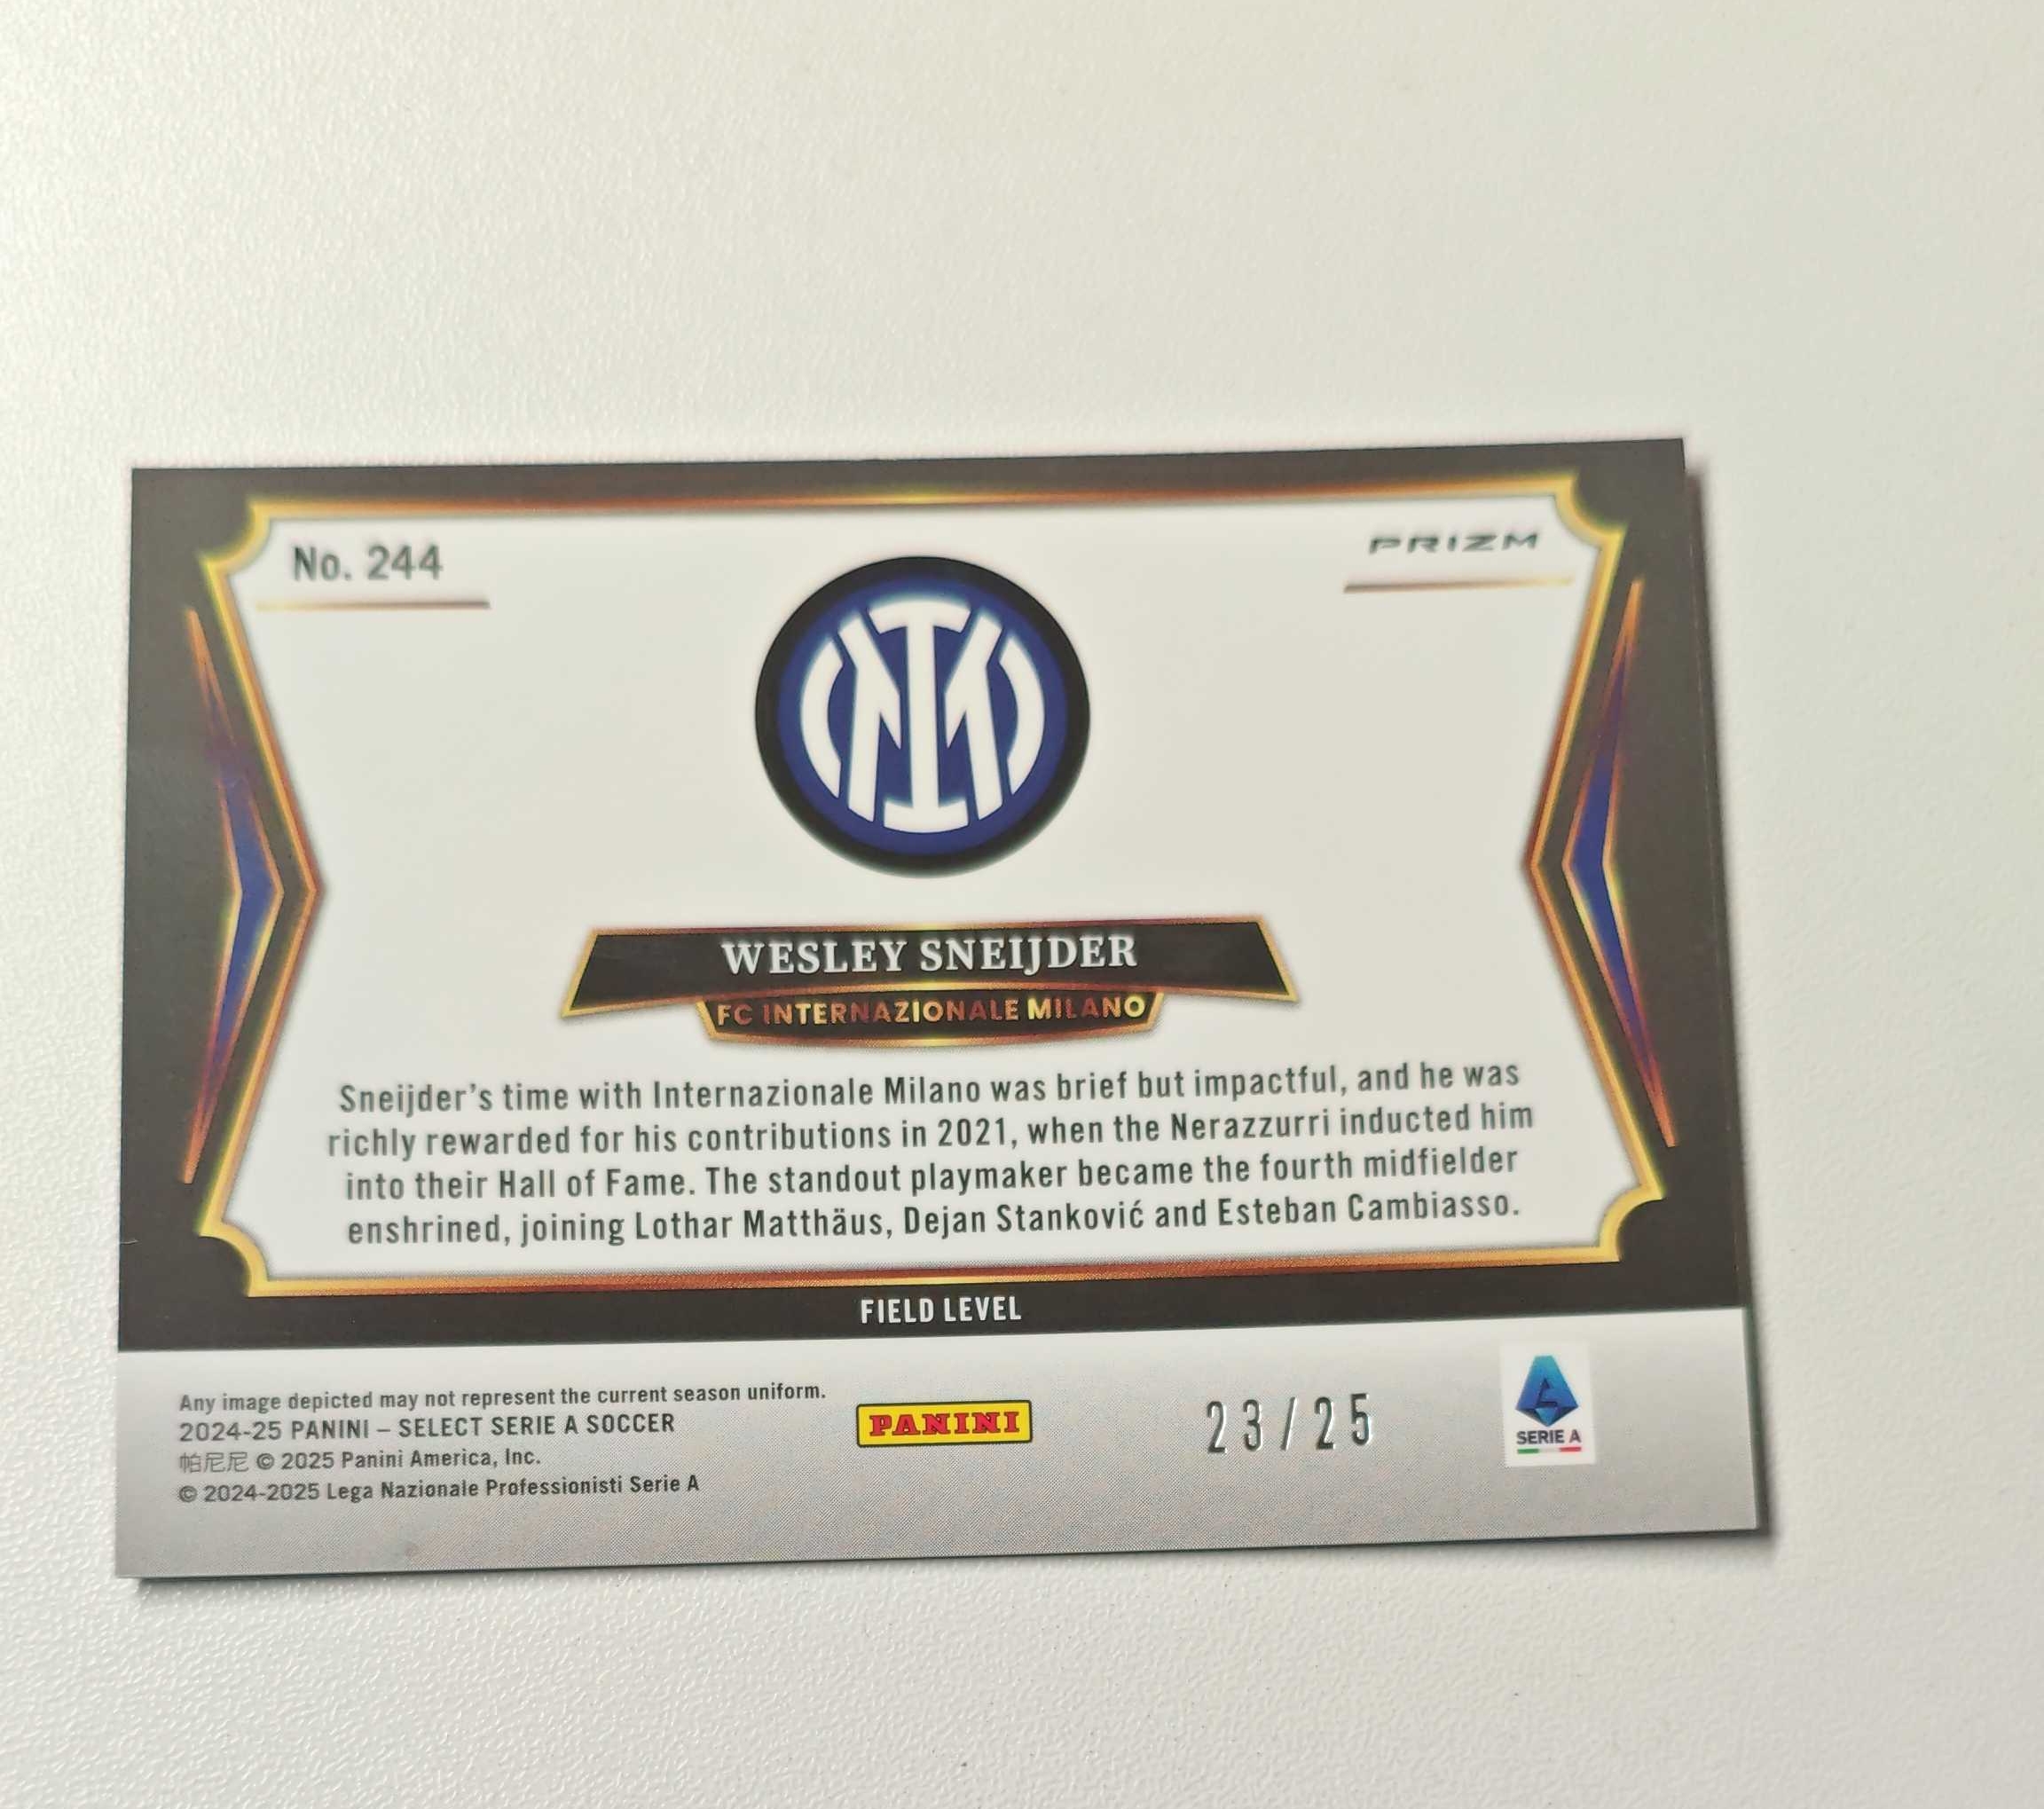 No. 244
PRIZM
WESLEY SNEIJDER
FC INTERNAZIONALE MILANO
Sneijder's time with Internazionale Milano was brief but impactful, and he was
richly rewarded for his contributions in 2021, when the Nerazzurri inducted him
into their Hall of Fame. The standout playmaker became the fourth midfielder
enshrined, joining Lothar Matthäus, Dejan Stanković and Esteban Cambiasso.
FIELD LEVEL
Any image depicted may not represent the current season uniform.
2024-25 PANINI – SELECT SERIE A SOCCER
帕尼尼 © 2025 Panini America, Inc.
© 2024-2025 Lega Nazionale Professionisti Serie A
PANINI
23/25
SERIE A